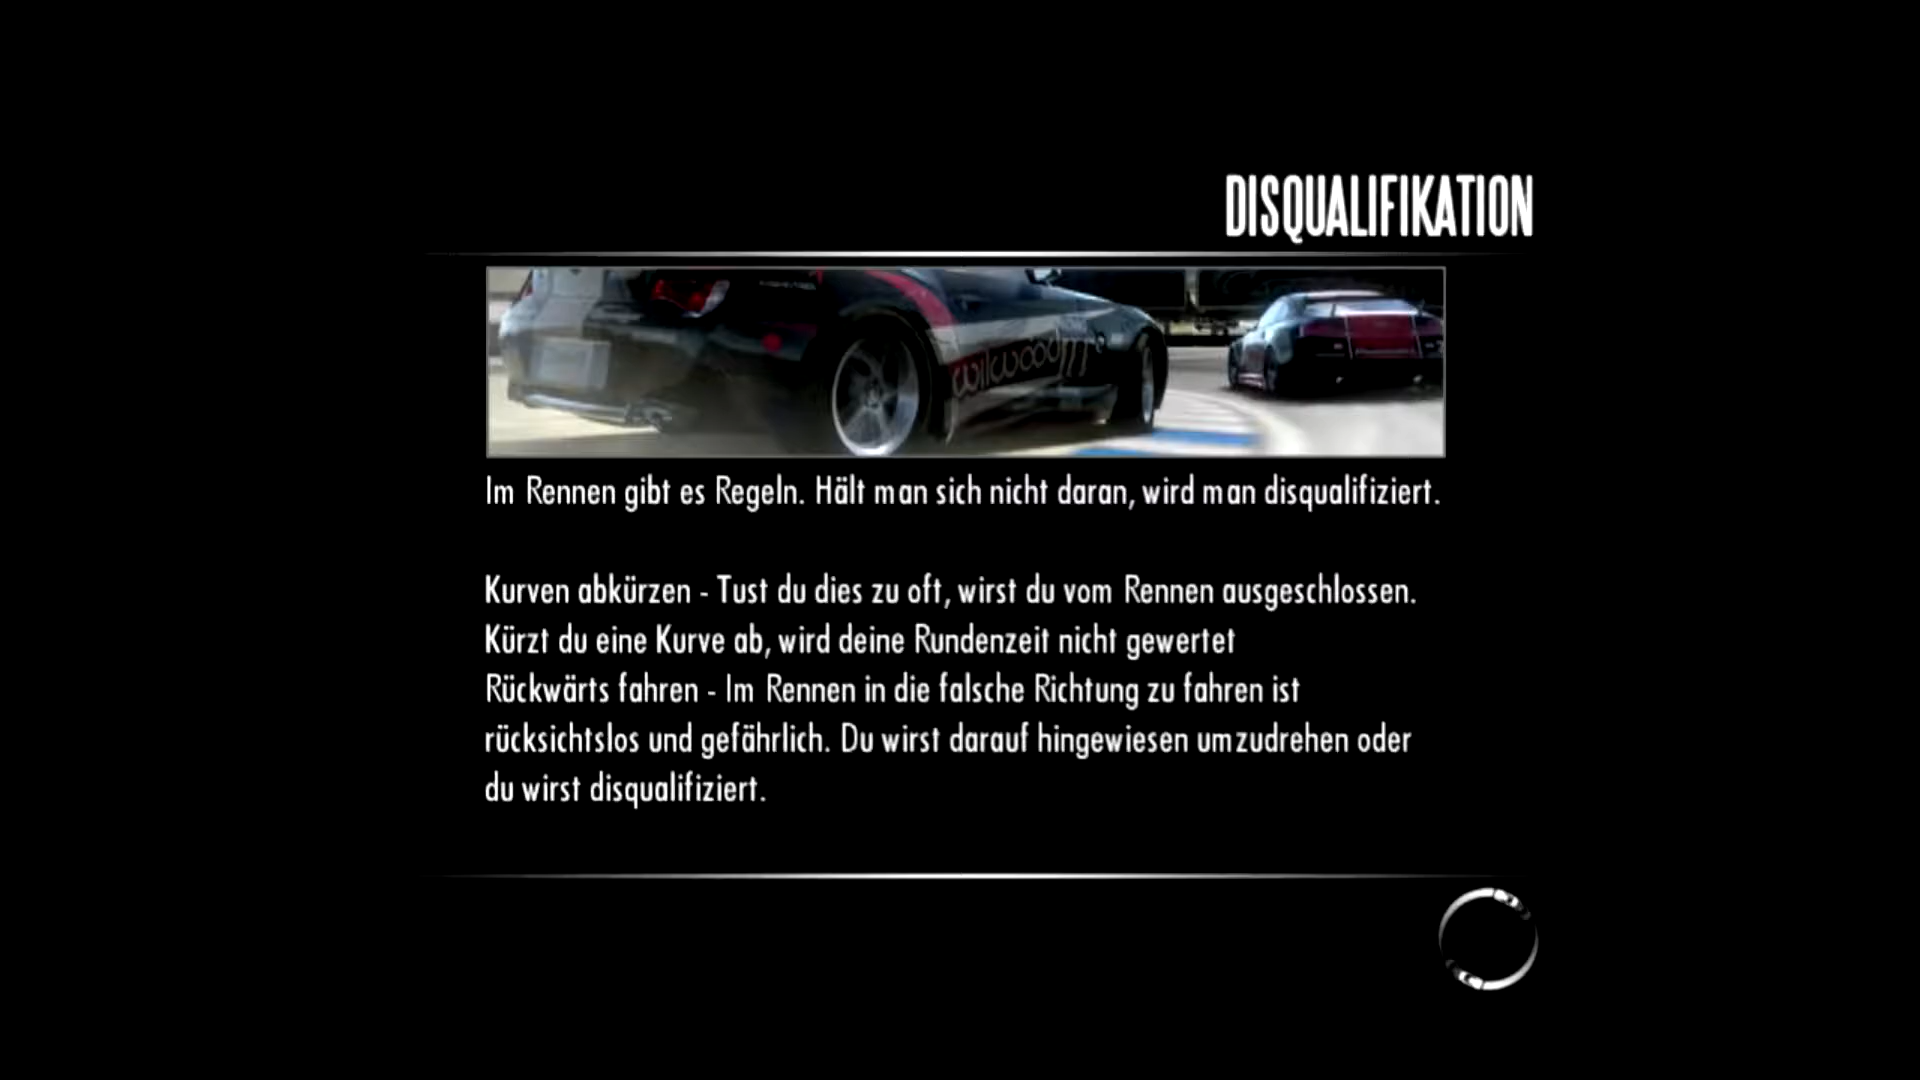 DISQUALIFIKATION
wilwood
Im Rennen gibt es Regeln. Hält man sich nicht daran, wird man disqualifiziert.
Kurven abkürzen - Tust du dies zu oft, wirst du vom Rennen ausgeschlossen.
Kürzt du eine Kurve ab, wird deine Rundenzeit nicht gewertet
Rückwärts fahren - Im Rennen in die falsche Richtung zu fahren ist
rücksichtslos und gefährlich. Du wirst darauf hingewiesen umzudrehen oder
du wirst disqualifiziert.